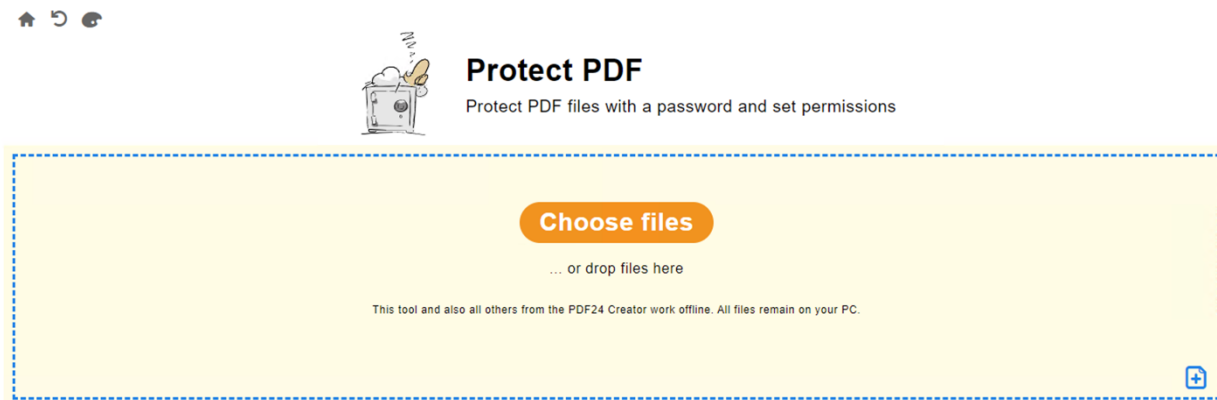 Protect PDF
Protect PDF files with a password and set permissions
Choose files
... or drop files here
This tool and also all others from the PDF24 Creator work offline. All files remain on your PC.